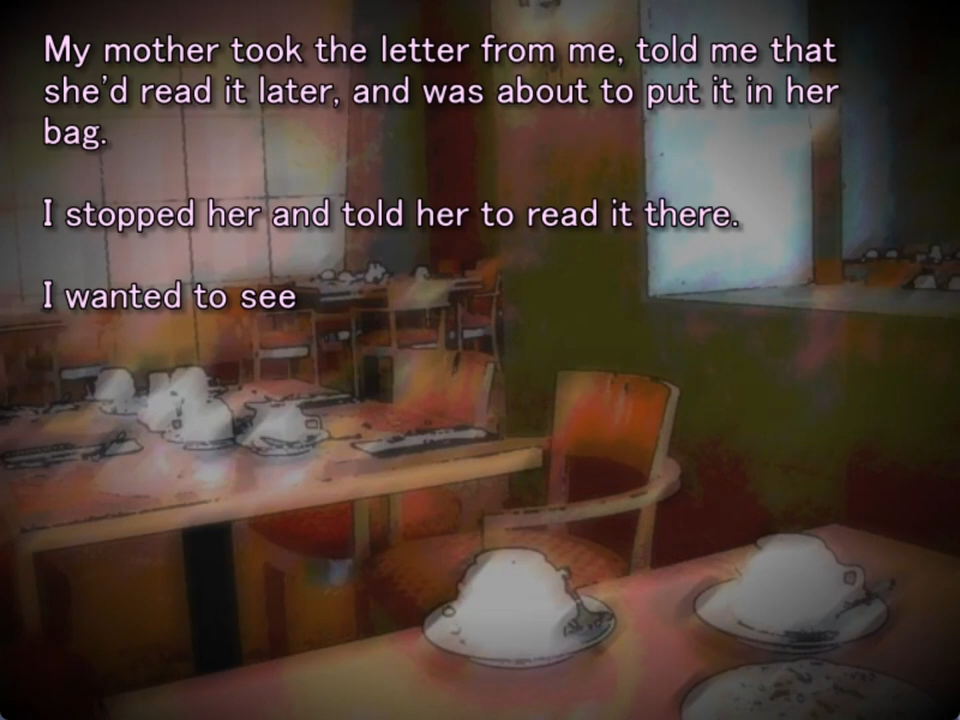 My mother took the letter from me, told me that
she'd read it later, and was about to put it in her
bag.
I stopped her and told her to read it there.
I wanted to see